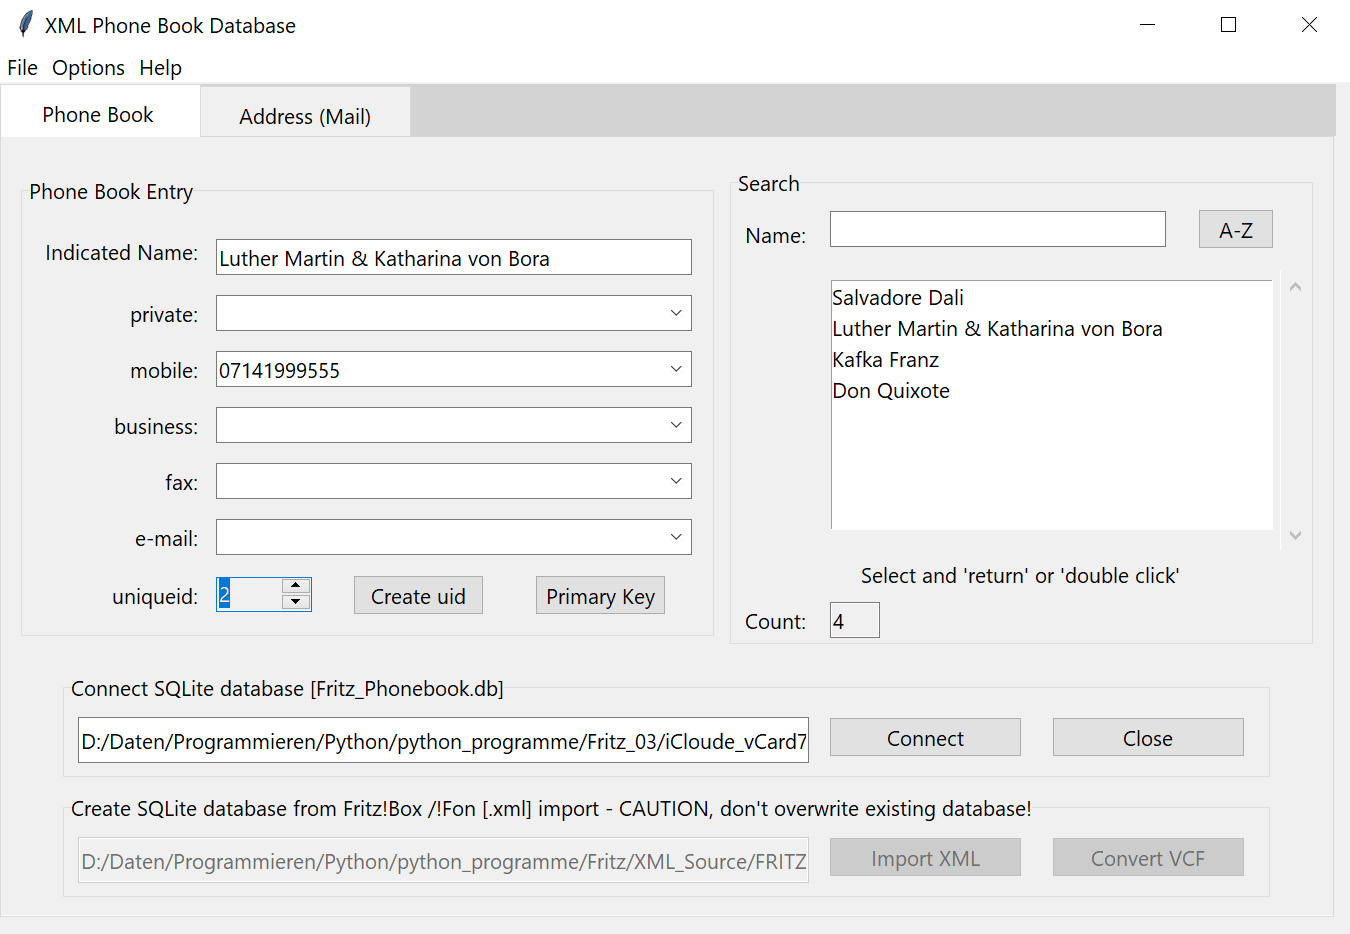 XML Phone Book Database
File Options Help
Phone Book
Address (Mail)
Phone Book Entry
Indicated Name: Luther Martin & Katharina von Bora
private:
mobile: 07141999555
business:
fax:
e-mail:
uniqueid: 2 Create uid Primary Key
Search
Name: A-Z
Salvadore Dali
Luther Martin & Katharina von Bora
Kafka Franz
Don Quixote
Select and 'return' or 'double click'
Count: 4
Connect SQLite database [Fritz_Phonebook.db]
D:/Daten/Programmieren/Python/python_programme/Fritz_03/iCloude_vCard7 Connect Close
Create SQLite database from Fritz!Box /!Fon [.xml] import - CAUTION, don't overwrite existing database!
D:/Daten/Programmieren/Python/python_programme/Fritz/XML_Source/FRITZ Import XML Convert VCF